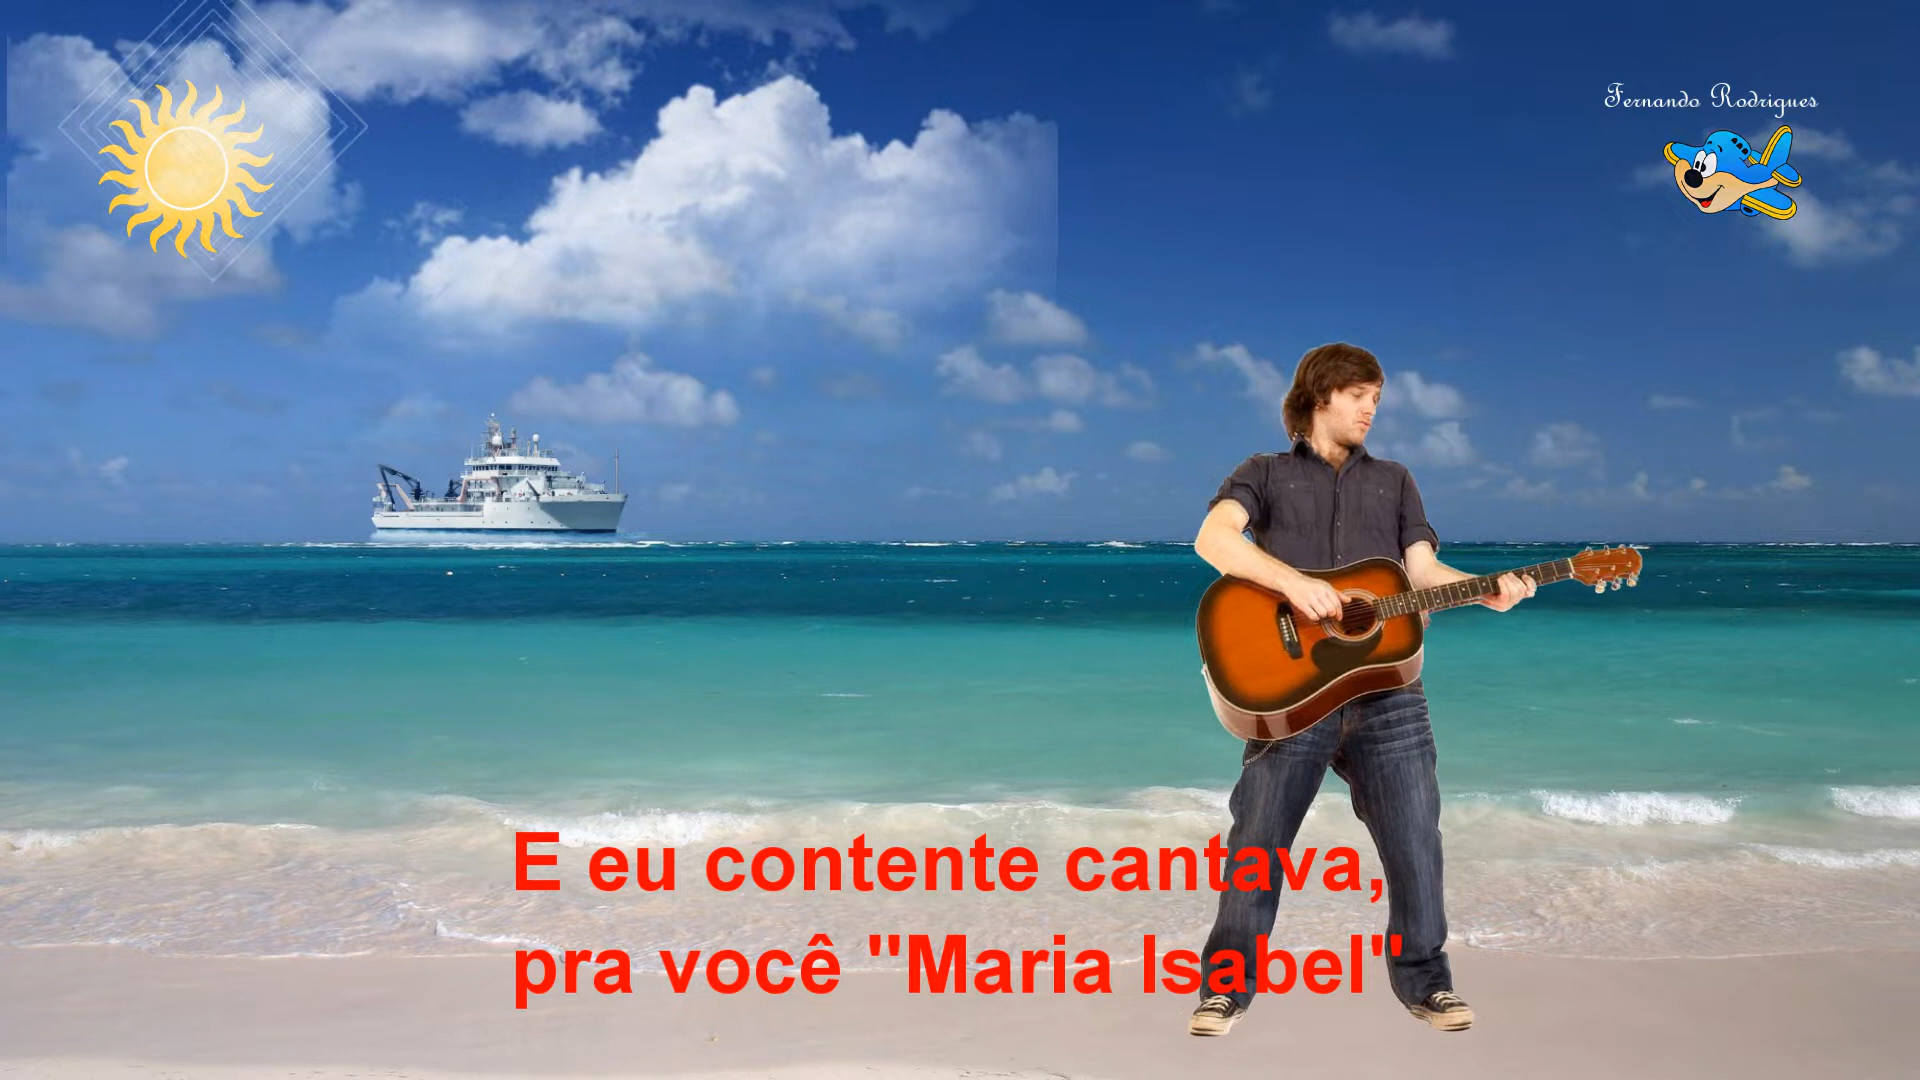 Fernando Rodrigues
E eu contente cantava,
pra você "Maria Isabel"